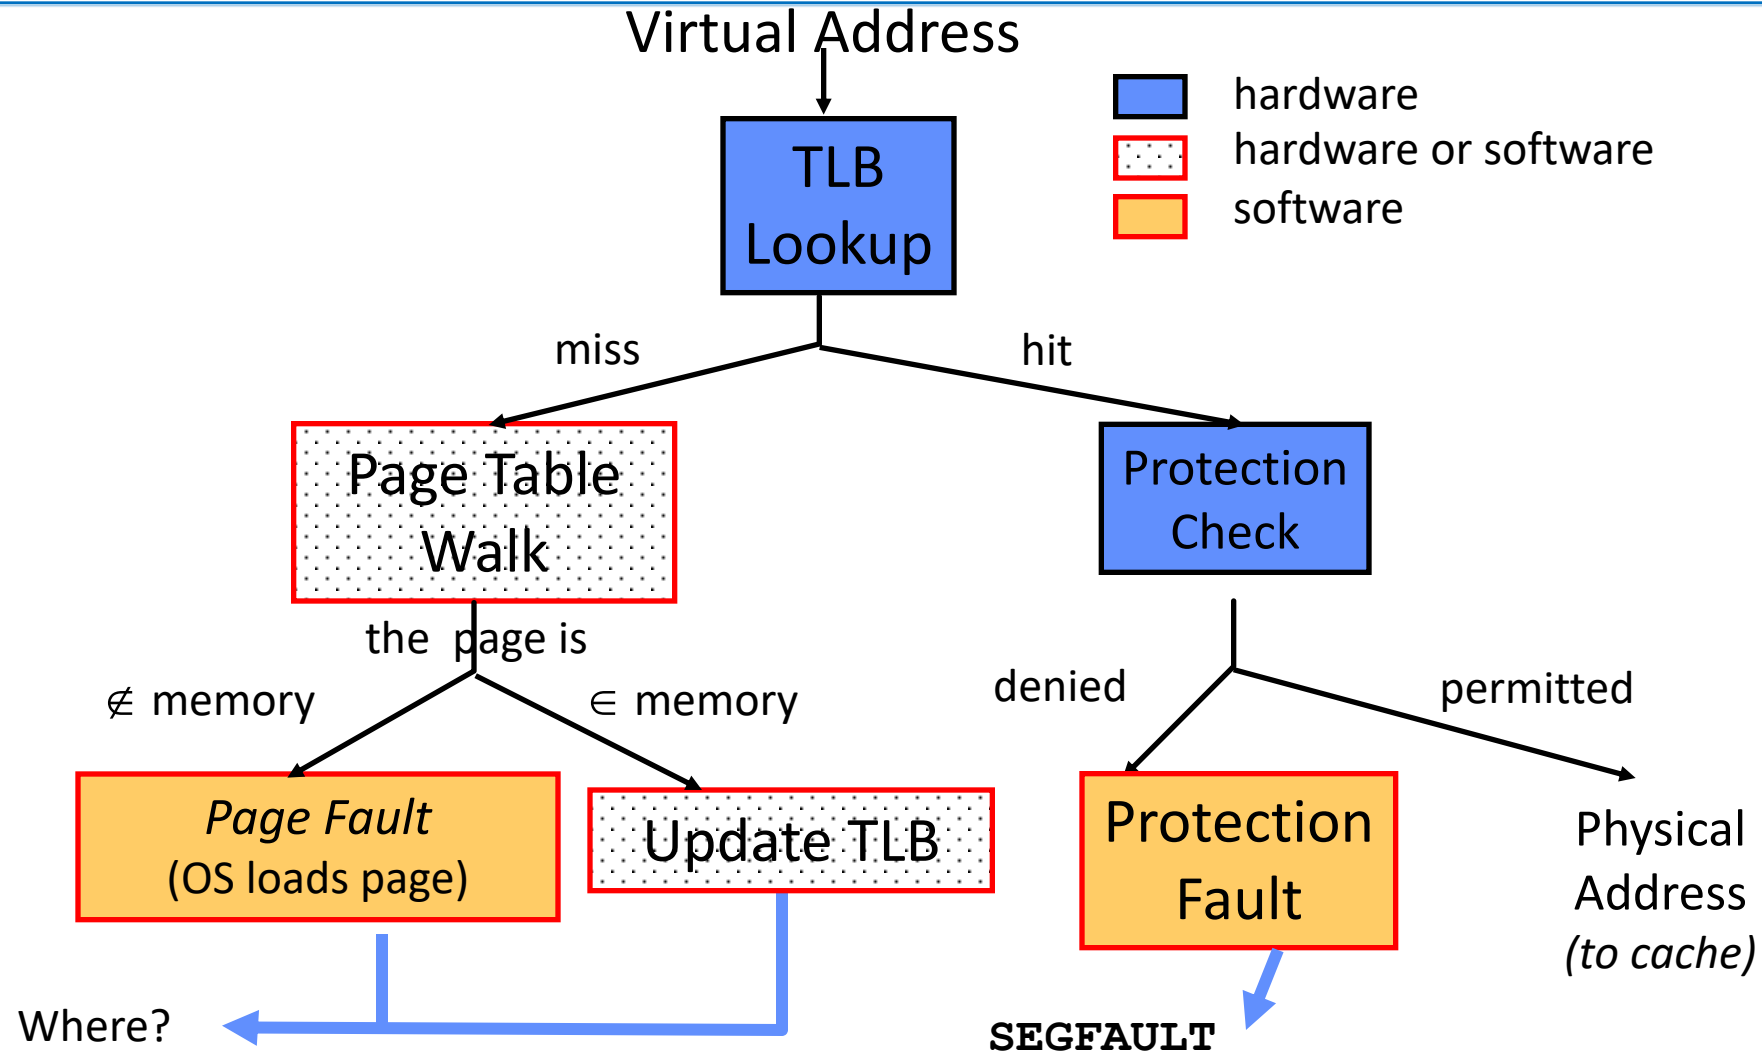 Virtual Address
hardware
hardware or software
software
TLB
Lookup
miss
hit
Page Table
Walk
Protection
Check
the page is
∉ memory
∈ memory
denied
permitted
Page Fault
(OS loads page)
Update TLB
Protection
Fault
Physical
Address
(to cache)
Where?
SEGFAULT